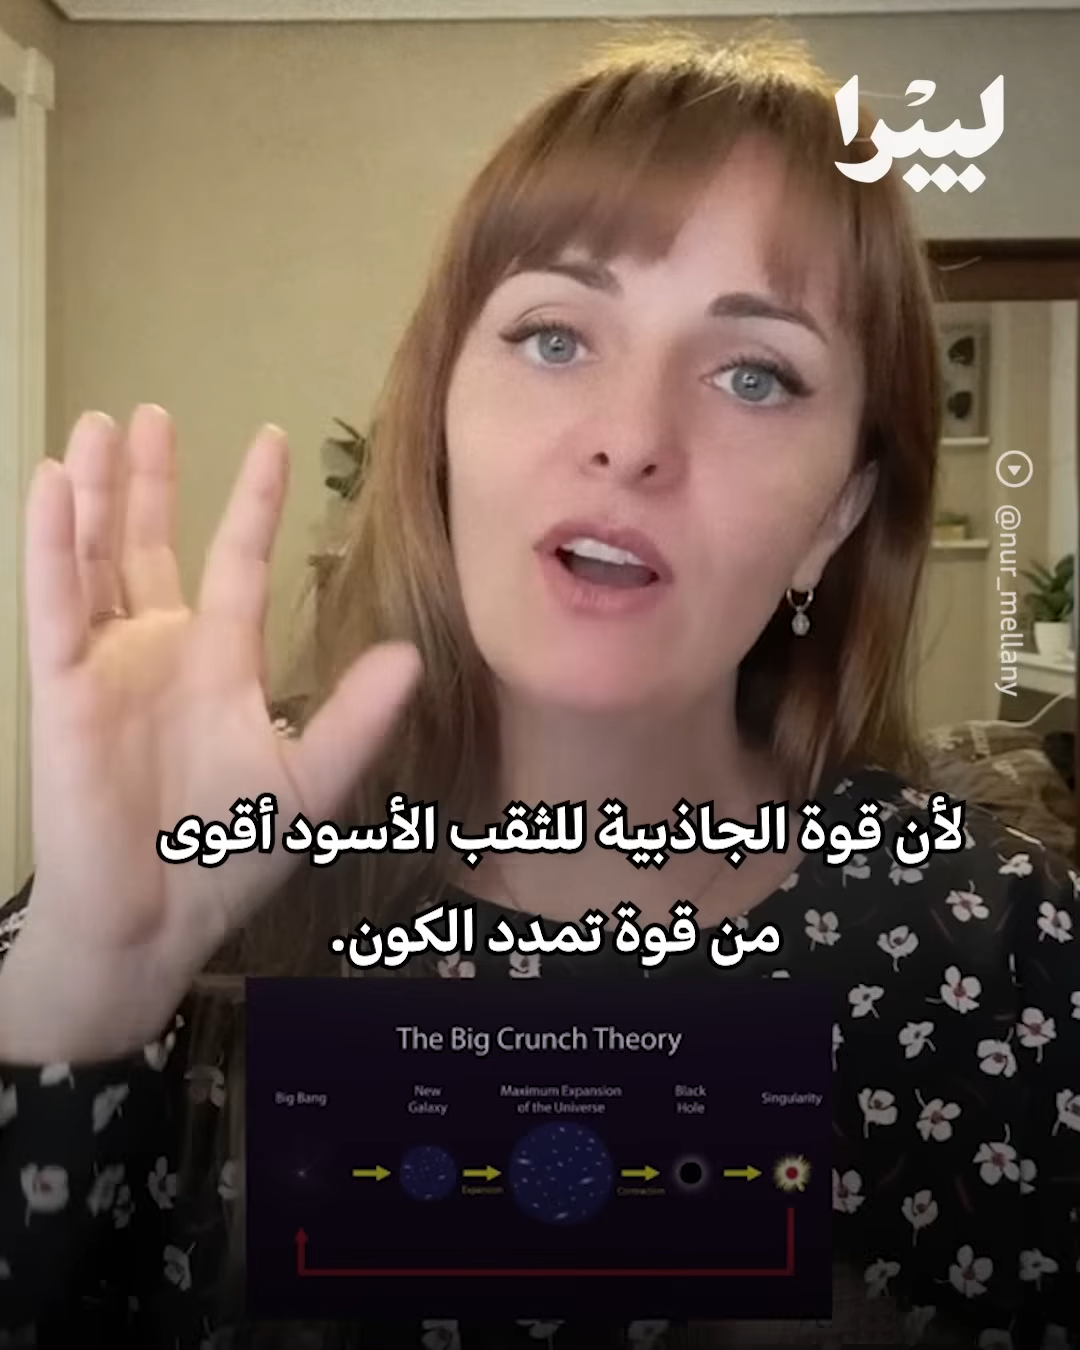 ليبرا
@nur_mellany
لأن قوة الجاذبية للثقب الأسود أقوى
من قوة تمدد الكون.
The Big Crunch Theory
Big Bang
New
Galaxy
Maximum Expansion
of the Universe
Black
Hole
Singularity
Expansion
Contraction